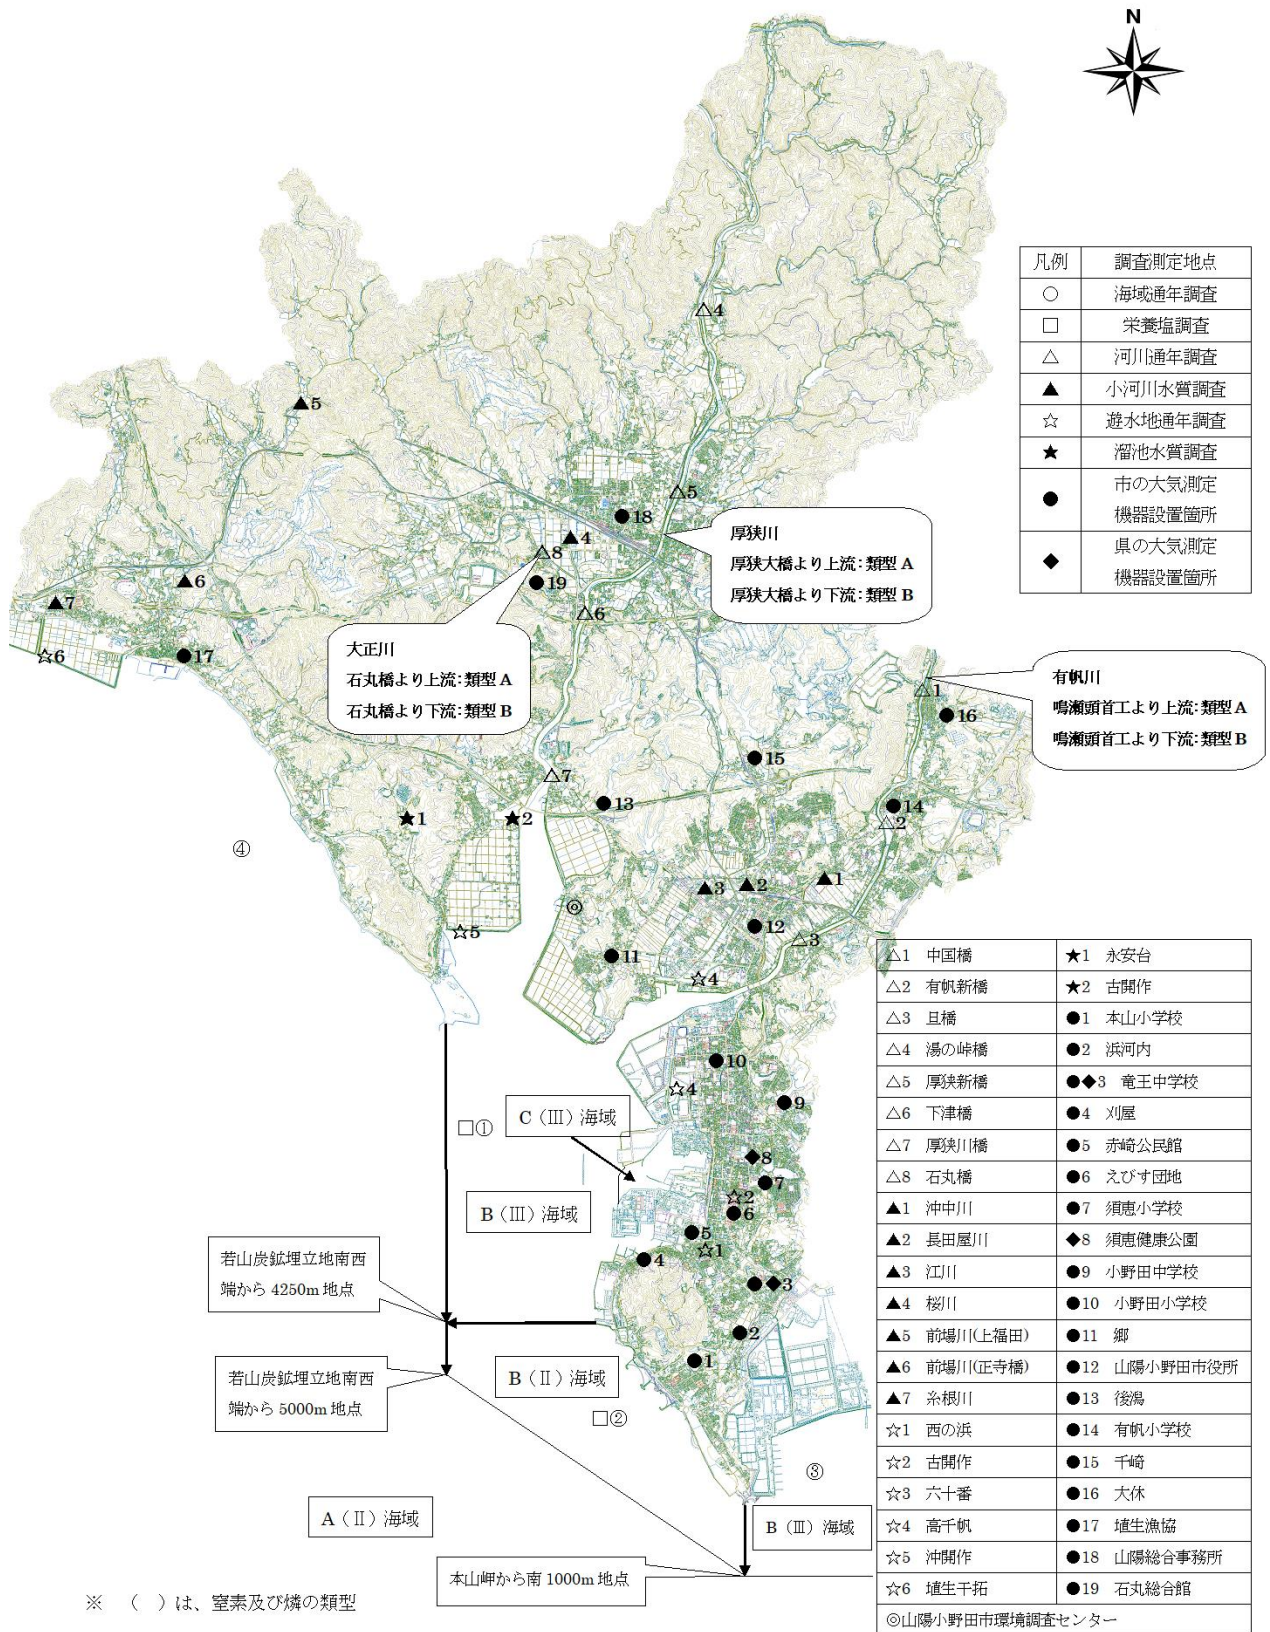 N
凡例 調査測定地点
○ 海域通年調査
□ 栄養塩調査
△ 河川通年調査
▲ 小河川水質調査
☆ 遊水地通年調査
★ 溜池水質調査
● 市の大気測定
機器設置箇所
◆ 県の大気測定
機器設置箇所
△4
▲5
△5
●18
▲4
△8
●19
△6
▲6
▲7
☆6
●17
厚狭川
厚狭大橋より上流:類型A
厚狭大橋より下流:類型B
大正川
石丸橋より上流:類型A
石丸橋より下流:類型B
有帆川
鳴瀬頭首工より上流:類型A
鳴瀬頭首工より下流:類型B
△1
●16
●15
△7
●13
●14
△2
★1
★2
④
▲3
▲2
▲1
◎
●12
△3
☆5
●11
☆4
●10
☆4
●9
□①
C(Ⅲ)海域
◆8
●7
☆2
●6
B(Ⅲ)海域
●5
☆1
●4
●◆3
若山炭鉱埋立地南西
端から 4250m 地点
●2
●1
若山炭鉱埋立地南西
端から 5000m 地点
B(Ⅱ)海域
□②
③
A(Ⅱ)海域
B(Ⅲ)海域
本山岬から南 1000m 地点
※ ( )は、窒素及び燐の類型
△1 中国橋 ★1 永安台
△2 有帆新橋 ★2 古開作
△3 旦橋 ●1 本山小学校
△4 湯の峠橋 ●2 浜河内
△5 厚狭新橋 ●◆3 竜王中学校
△6 下津橋 ●4 刈屋
△7 厚狭川橋 ●5 赤崎公民館
△8 石丸橋 ●6 えびす団地
▲1 沖中川 ●7 須恵小学校
▲2 長田屋川 ◆8 須恵健康公園
▲3 江川 ●9 小野田中学校
▲4 桜川 ●10 小野田小学校
▲5 前場川(上福田) ●11 郷
▲6 前場川(正寺橋) ●12 山陽小野田市役所
▲7 糸根川 ●13 後潟
☆1 西の浜 ●14 有帆小学校
☆2 古開作 ●15 千崎
☆3 六十番 ●16 大休
☆4 高千帆 ●17 埴生漁協
☆5 沖開作 ●18 山陽総合事務所
☆6 埴生干拓 ●19 石丸総合館
◎山陽小野田市環境調査センター